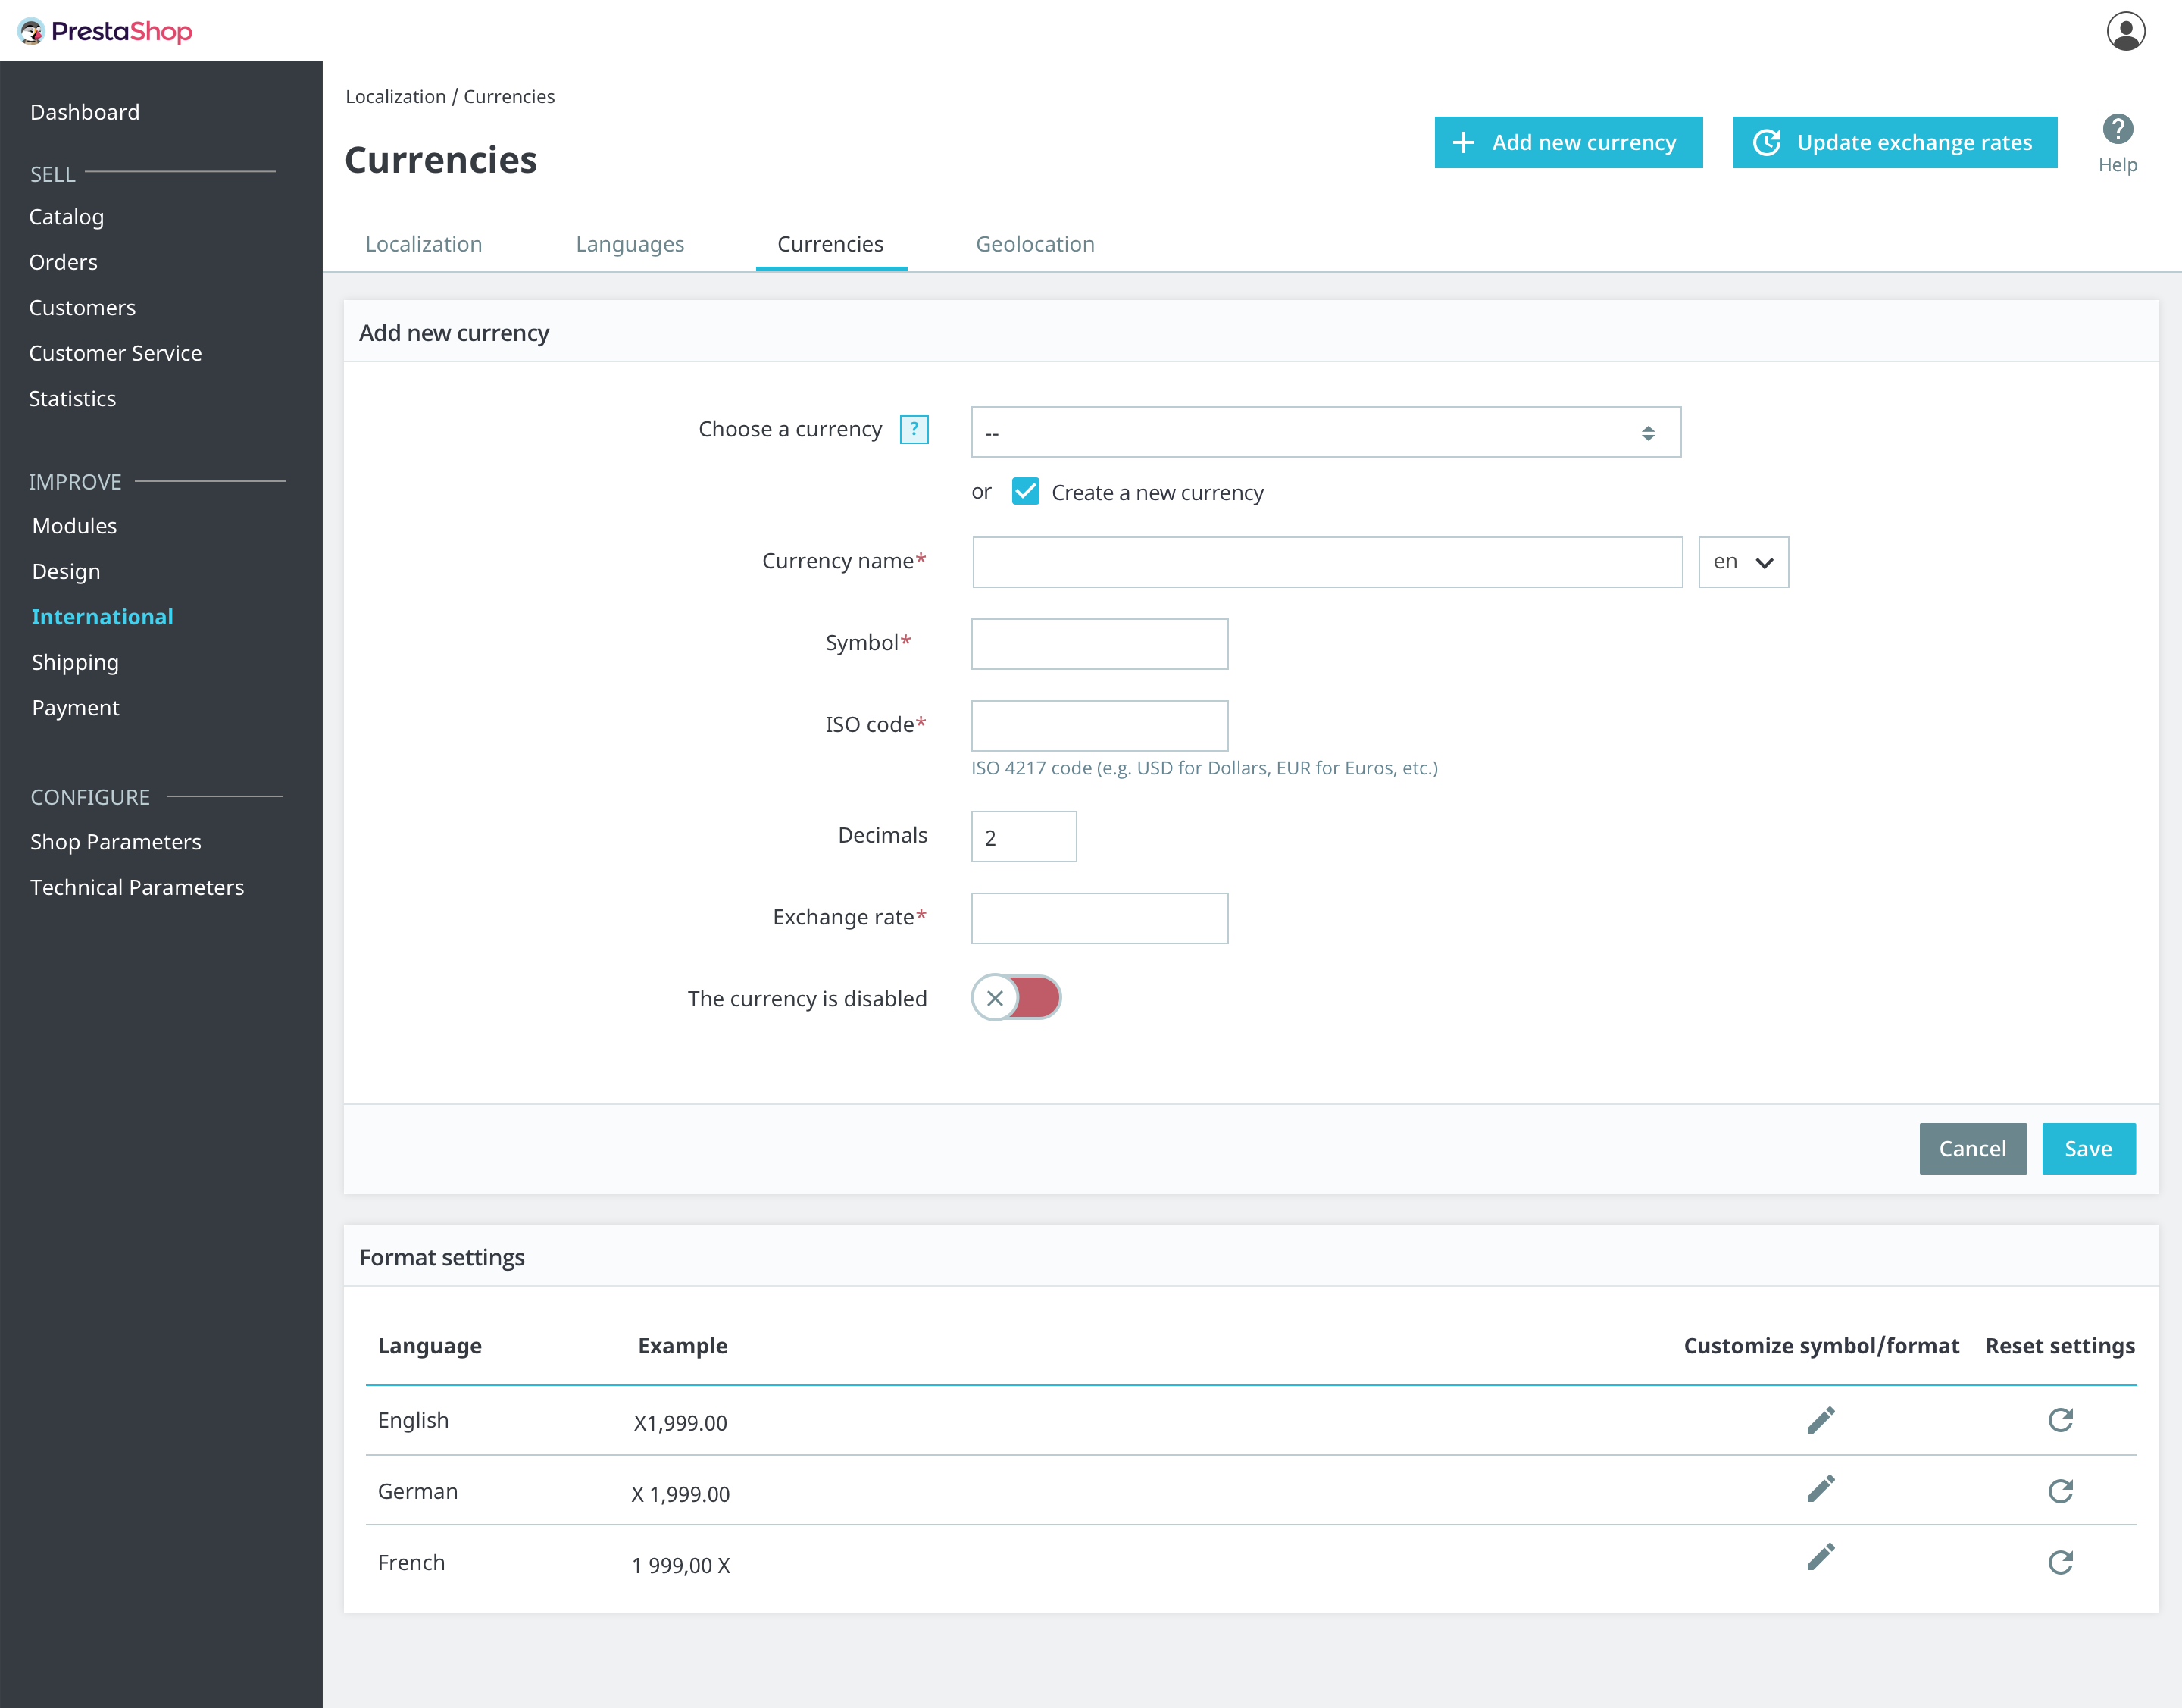 PrestaShop
Dashboard
SELL
Catalog
Orders
Customers
Customer Service
Statistics
IMPROVE
Modules
Design
International
Shipping
Payment
CONFIGURE
Shop Parameters
Technical Parameters
Localization / Currencies
Currencies
Add new currency
Update exchange rates
? Help
Localization Languages Currencies Geolocation
Add new currency
Choose a currency ? --
or Create a new currency
Currency name* en
Symbol*
ISO code*
ISO 4217 code (e.g. USD for Dollars, EUR for Euros, etc.)
Decimals 2
Exchange rate*
The currency is disabled
Cancel Save
Format settings
Language Example Customize symbol/format Reset settings
English X1,999.00
German X 1,999.00
French 1 999,00 X